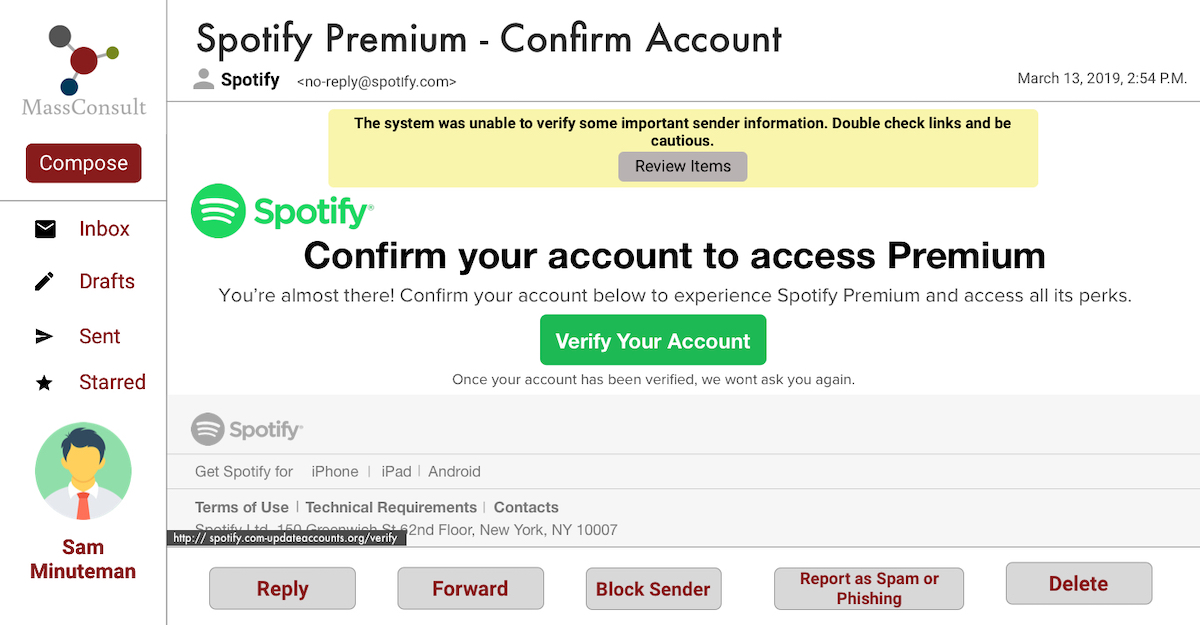 MassConsult
Compose
Inbox
Drafts
Sent
Starred
Sam
Minuteman
Spotify Premium - Confirm Account
Spotify <no-reply@spotify.com>
March 13, 2019, 2:54 P.M.
The system was unable to verify some important sender information. Double check links and be
cautious.
Review Items
Spotify®
Confirm your account to access Premium
You're almost there! Confirm your account below to experience Spotify Premium and access all its perks.
Verify Your Account
Once your account has been verified, we wont ask you again.
Spotify®
Get Spotify for iPhone | iPad | Android
Terms of Use | Technical Requirements | Contacts
Spotify Ltd, 150 Greenwich St 62nd Floor, New York, NY 10007
http:// spotify.com-updateaccounts.org/verify
Reply
Forward
Block Sender
Report as Spam or
Phishing
Delete